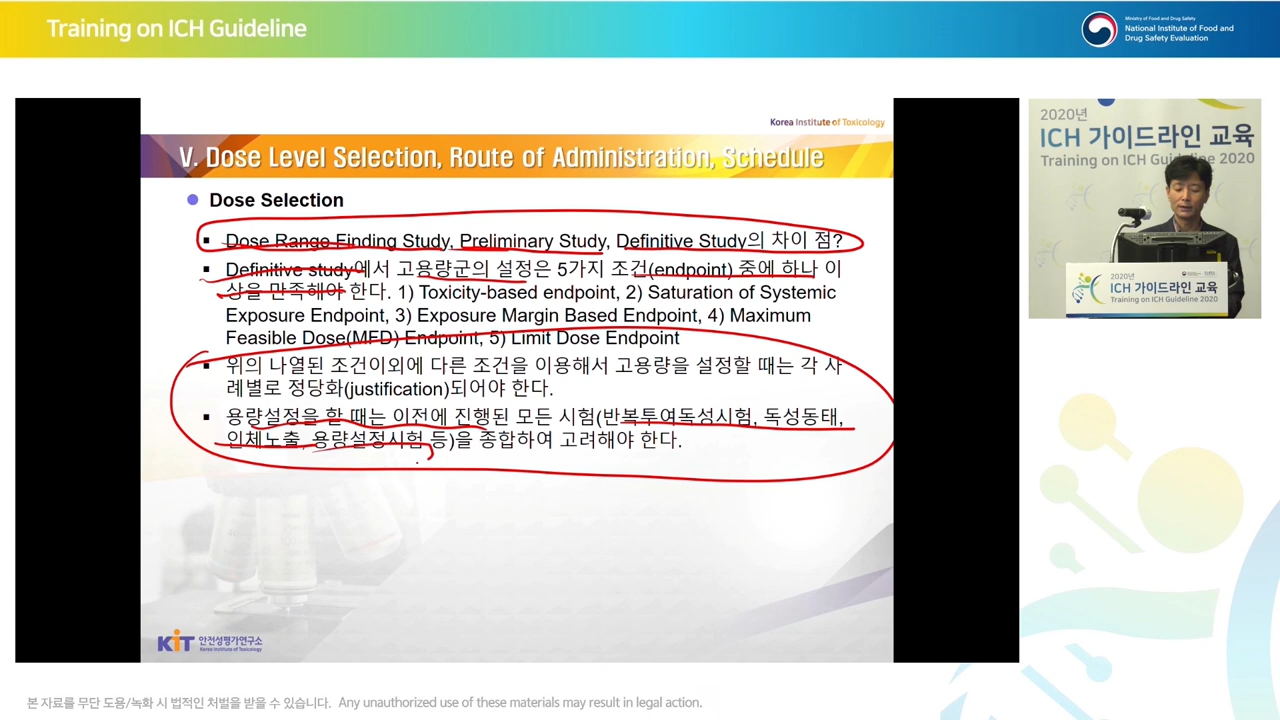 Training on ICH Guideline
Ministry of Food and Drug Safety
National Institute of Food and
Drug Safety Evaluation
Korea Institute of Toxicology
V. Dose Level Selection, Route of Administration, Schedule
Dose Selection
Dose Range Finding Study, Preliminary Study, Definitive Study의 차이 점?
Definitive study에서 고용량군의 설정은 5가지 조건(endpoint) 중에 하나 이
상을 만족해야 한다. 1) Toxicity-based endpoint, 2) Saturation of Systemic
Exposure Endpoint, 3) Exposure Margin Based Endpoint, 4) Maximum
Feasible Dose(MFD) Endpoint, 5) Limit Dose Endpoint
위의 나열된 조건이외에 다른 조건을 이용해서 고용량을 설정할 때는 각 사
례별로 정당화(justification)되어야 한다.
용량설정을 할 때는 이전에 진행된 모든 시험(반복투여독성시험, 독성동태,
인체노출, 용량설정시험 등)을 종합하여 고려해야 한다.
KIT 안전성평가연구소
Korea Institute of Toxicology
2020년
ICH 가이드라인 교육
Training on ICH Guideline 2020
2020년
ICH 가이드라인 교육
Training on ICH Guideline 2020
본 자료를 무단 도용/녹화 시 법적인 처벌을 받을 수 있습니다. Any unauthorized use of these materials may result in legal action.